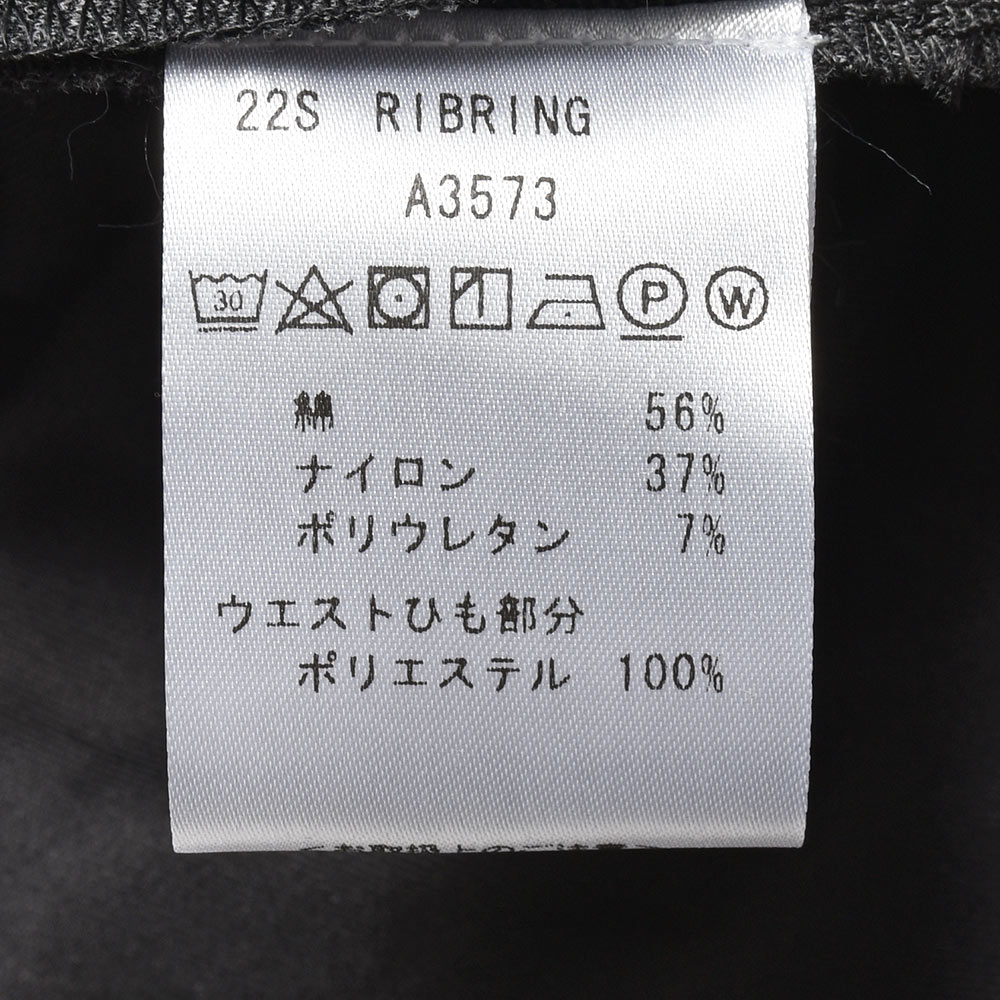 22S RIBRING
A3573
30 P W
綿 56%
ナイロン 37%
ポリウレタン 7%
ウエストひも部分
ポリエステル 100%